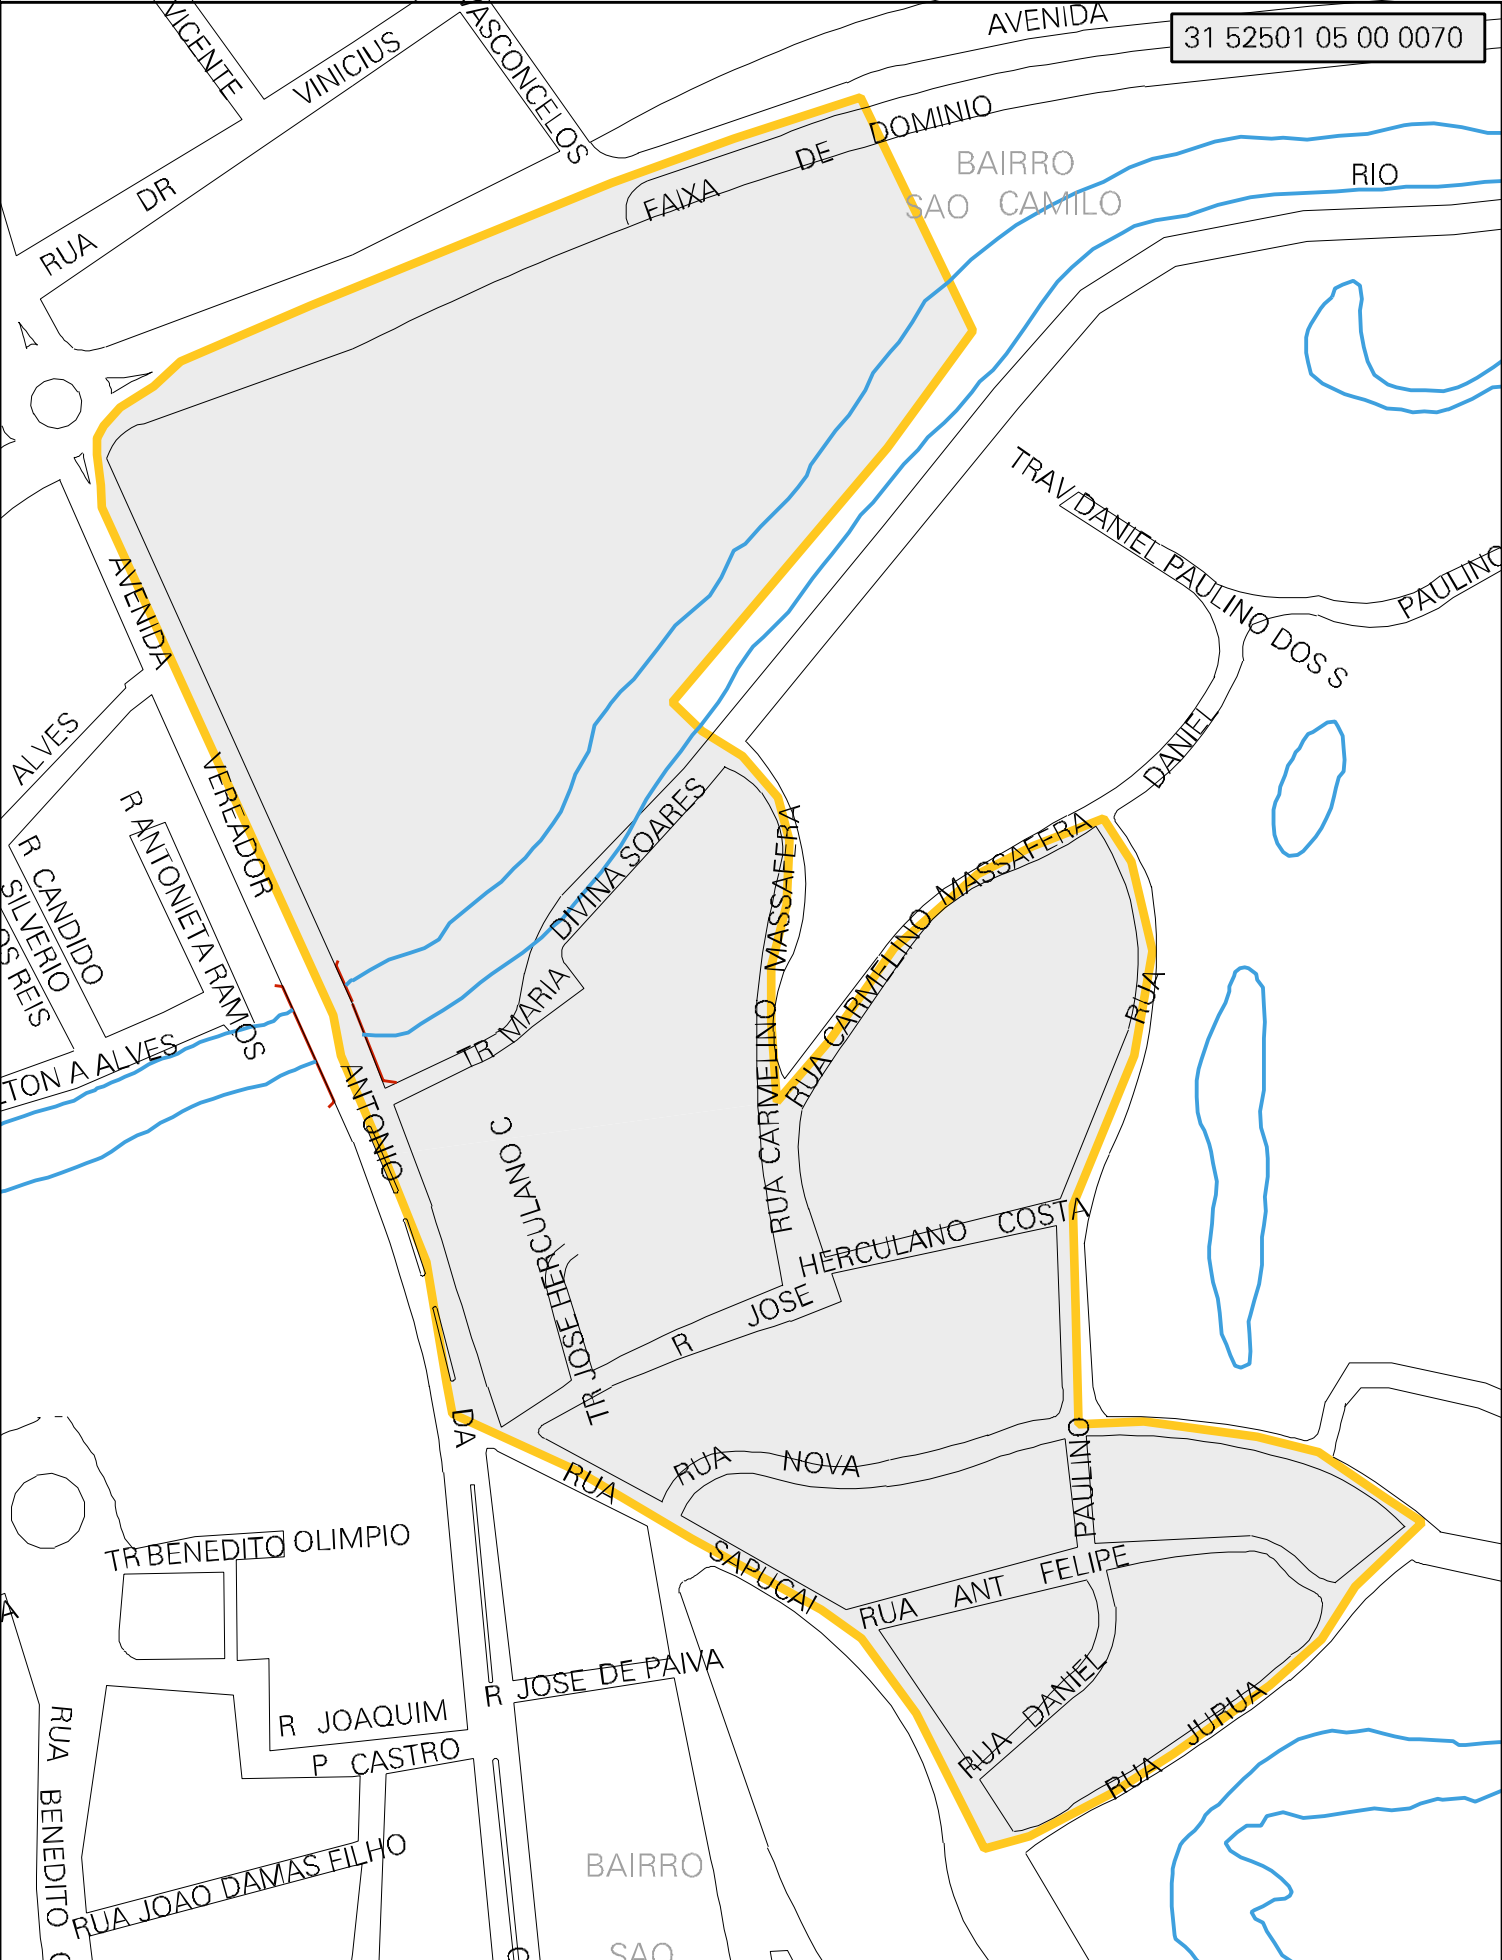 AVENIDA
31 52501 05 00 0070
VICENTE
VINICIUS
VASCONCELOS
DOMINIO
DE
BAIRRO
SAO CAMILO
RIO
DR
RUA
FAIXA
TRAV DANIEL PAULINO DOS S
PAULINO
AVENIDA
DANIEL
ALVES
VEREADOR
R ANTONIETA RAMOS
R CANDIDO
SILVERIO
OS REIS
DIVINA SOARES
MASSAFERA
RUA CARMELINO MASSAFERA
TR MARIA
RUA
TON A ALVES
ANTONIO
RUA CARMELINO
TR JOSE HERCULANO C
HERCULANO COSTA
R JOSE
DA
RUA NOVA
RUA
PAULINO
SAPUCAI
TR BENEDITO OLIMPIO
RUA ANT FELIPE
A
R JOSE DE PAIVA
RUA DANIEL
RUA JURUA
R JOAQUIM
P CASTRO
RUA BENEDITO
RUA JOAO DAMAS FILHO
BAIRRO
SAO